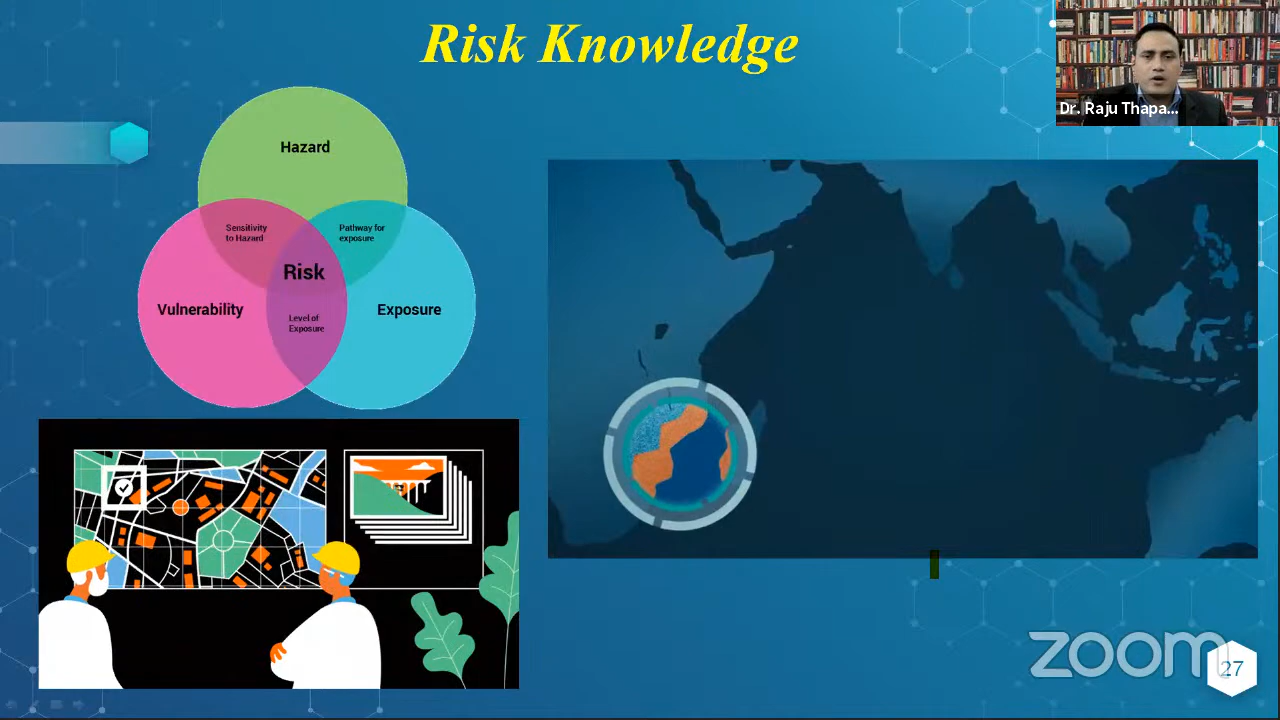 Risk Knowledge
Dr. Raju Thapa...
Hazard
Sensitivity
to Hazard
Pathway for
exposure
Risk
Vulnerability
Exposure
Level of
Exposure
zoom
27